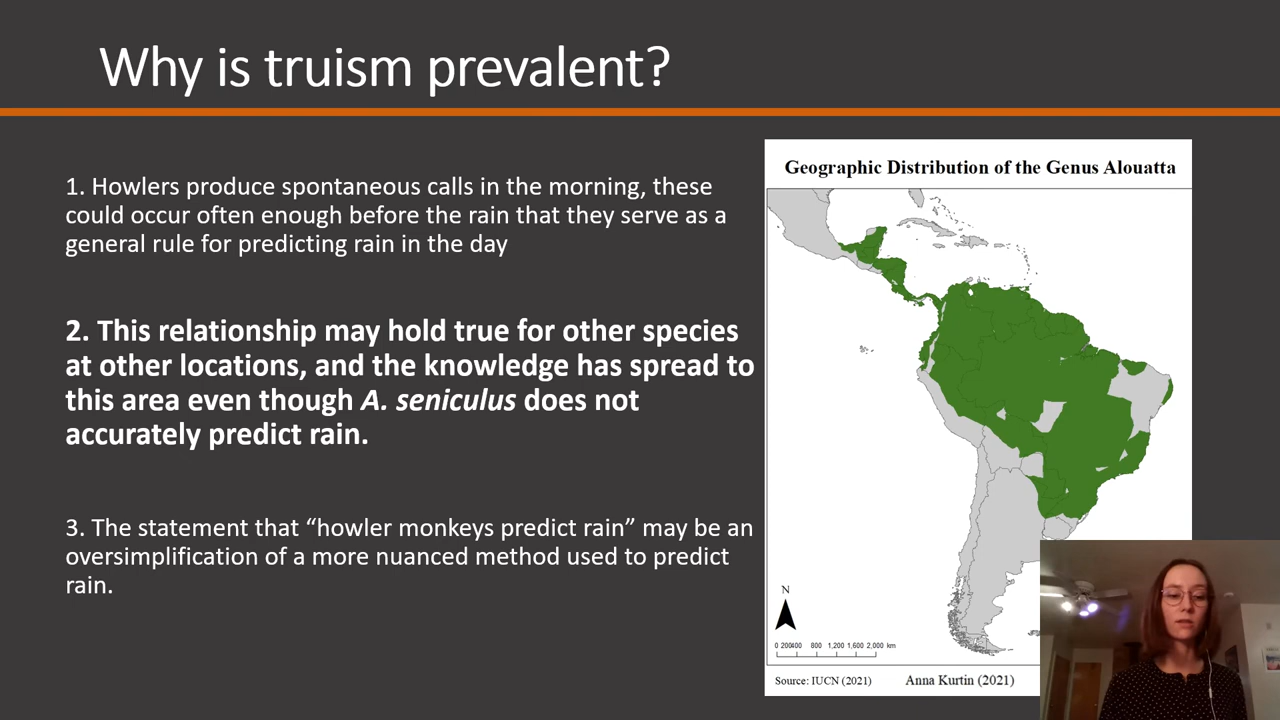 Why is truism prevalent?
1. Howlers produce spontaneous calls in the morning, these
could occur often enough before the rain that they serve as a
general rule for predicting rain in the day
2. This relationship may hold true for other species
at other locations, and the knowledge has spread to
this area even though A. seniculus does not
accurately predict rain.
3. The statement that “howler monkeys predict rain” may be an
oversimplification of a more nuanced method used to predict
rain.
Geographic Distribution of the Genus Alouatta
N
0 200400 800 1,200 1,600 2,000 km
Source: IUCN (2021) Anna Kurtin (2021)